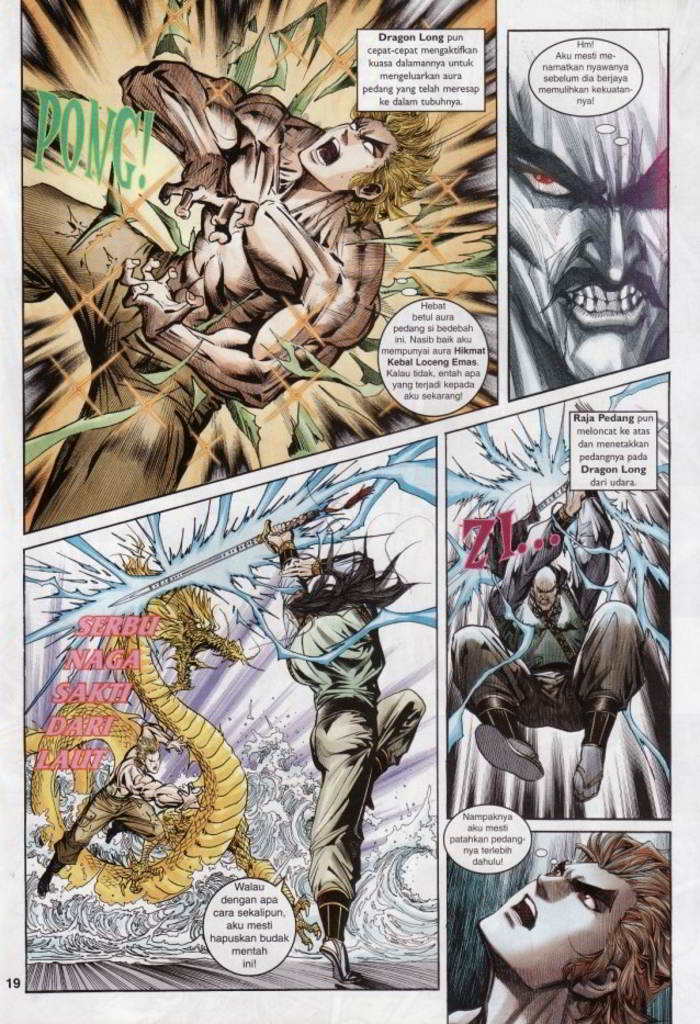 Dragon Long pun
cepat-cepat mengaktifkan
kuasa dalamannya untuk
mengeluarkan aura
pedang yang telah meresap
ke dalam tubuhnya.
PONG!
Hebat
betul aura
pedang si bedebah
ini. Nasib baik aku
mempunyai aura Hikmat
Kebal Loceng Emas.
Kalau tidak, entah apa
yang terjadi kepada
aku sekarang!
Hm!
Aku mesti me-
namatkan nyawanya
sebelum dia berjaya
memulihkan kekuatan-
nya!
SERBU
NAGA
SAKTI
DARI
LAUT
Walau
dengan apa
cara sekalipun,
aku mesti
hapuskan budak
mentah
ini!
Raja Pedang pun
meloncat ke atas
dan menetakkan
pedangnya pada
Dragon Long
dari udara.
ZI...
Nampaknya
aku mesti
patahkan pedang-
nya terlebih
dahulu!
19